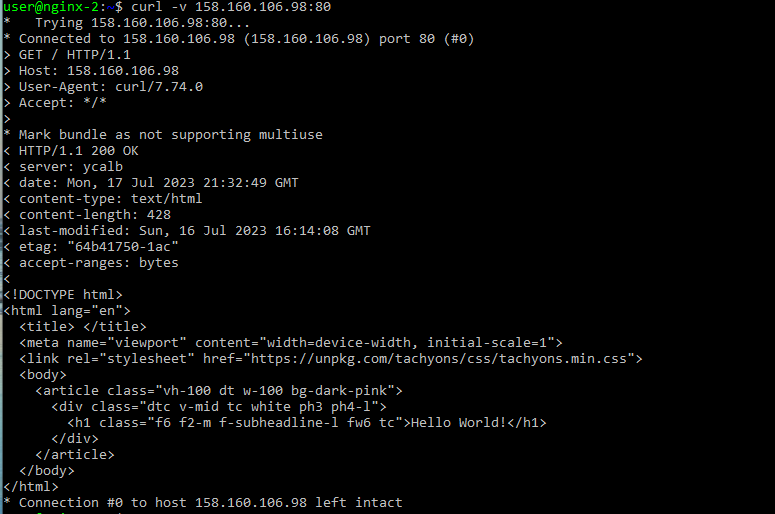 user@nginx-2:~$ curl -v 158.160.106.98:80
*   Trying 158.160.106.98:80...
* Connected to 158.160.106.98 (158.160.106.98) port 80 (#0)
> GET / HTTP/1.1
> Host: 158.160.106.98
> User-Agent: curl/7.74.0
> Accept: */*
>
* Mark bundle as not supporting multiuse
< HTTP/1.1 200 OK
< server: ycalb
< date: Mon, 17 Jul 2023 21:32:49 GMT
< content-type: text/html
< content-length: 428
< last-modified: Sun, 16 Jul 2023 16:14:08 GMT
< etag: "64b41750-1ac"
< accept-ranges: bytes
<
<!DOCTYPE html>
<html lang="en">
  <title> </title>
  <meta name="viewport" content="width=device-width, initial-scale=1">
  <link rel="stylesheet" href="https://unpkg.com/tachyons/css/tachyons.min.css">
  <body>
    <article class="vh-100 dt w-100 bg-dark-pink">
      <div class="dtc v-mid tc white ph3 ph4-l">
        <h1 class="f6 f2-m f-subheadline-l fw6 tc">Hello World!</h1>
      </div>
    </article>
  </body>
</html>
* Connection #0 to host 158.160.106.98 left intact